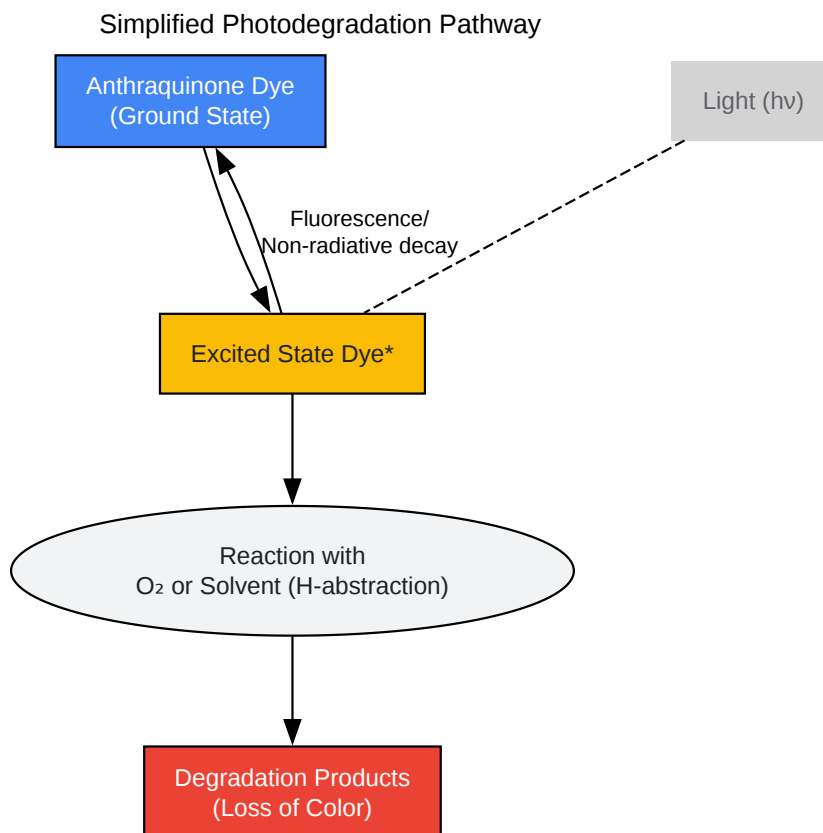 Simplified Photodegradation Pathway
Anthraquinone Dye
(Ground State)
Light (hν)
Fluorescence/
Non-radiative decay
Excited State Dye*
Reaction with
O₂ or Solvent (H-abstraction)
Degradation Products
(Loss of Color)